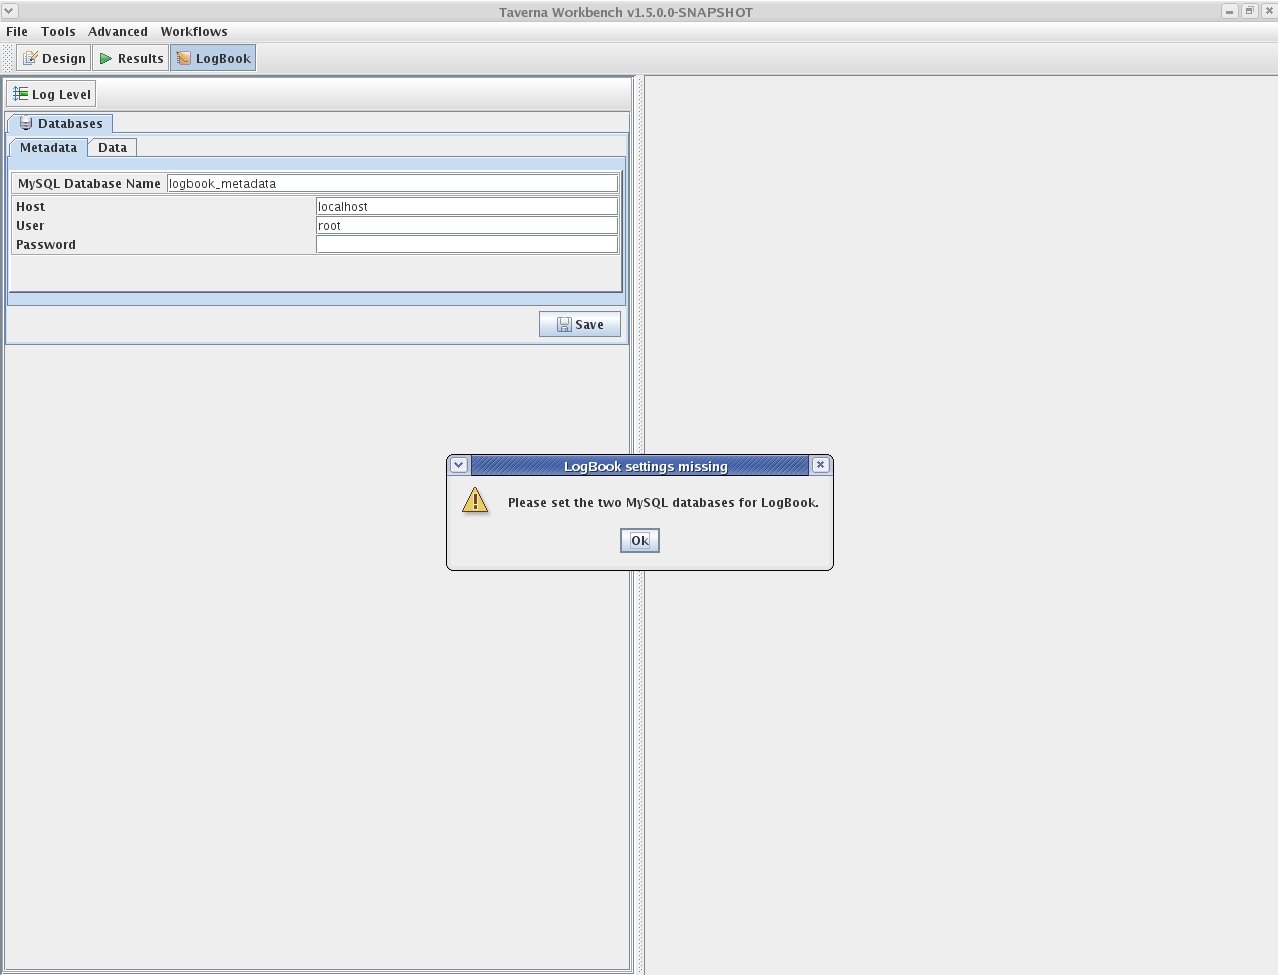 Taverna Workbench v1.5.0.0-SNAPSHOT
File Tools Advanced Workflows
Design Results LogBook
Log Level
Databases
Metadata Data
MySQL Database Name logbook_metadata
Host localhost
User root
Password
Save
LogBook settings missing
Please set the two MySQL databases for LogBook.
Ok